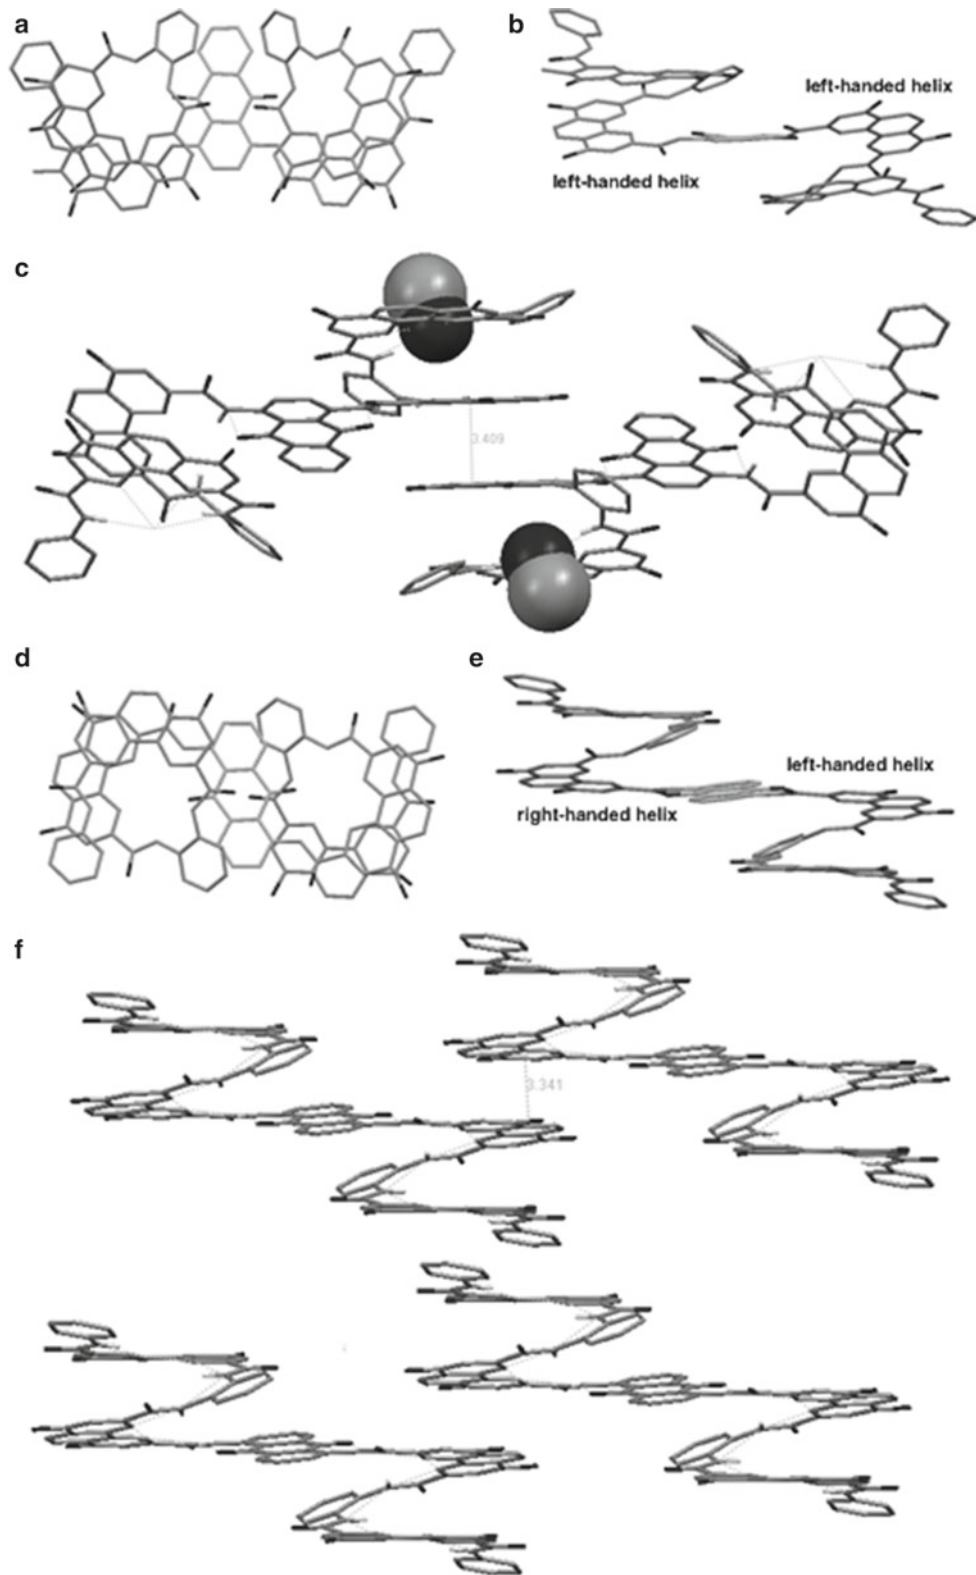 a
b
left-handed helix
left-handed helix
c
3.409
d
e
left-handed helix
right-handed helix
f
3.341